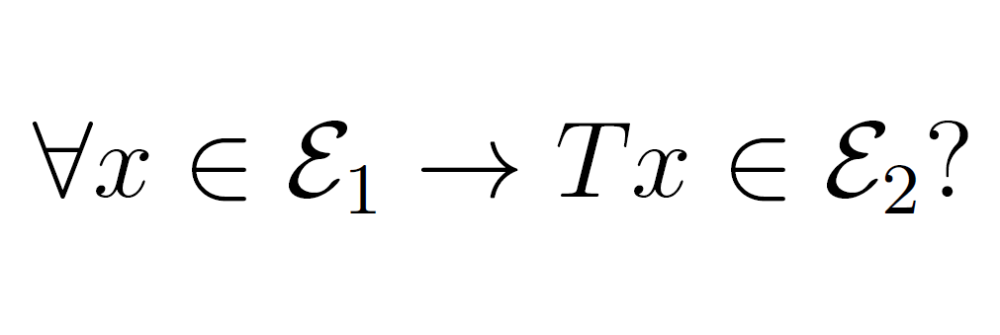 ∀x ∈ ℰ₁ → Tx ∈ ℰ₂?